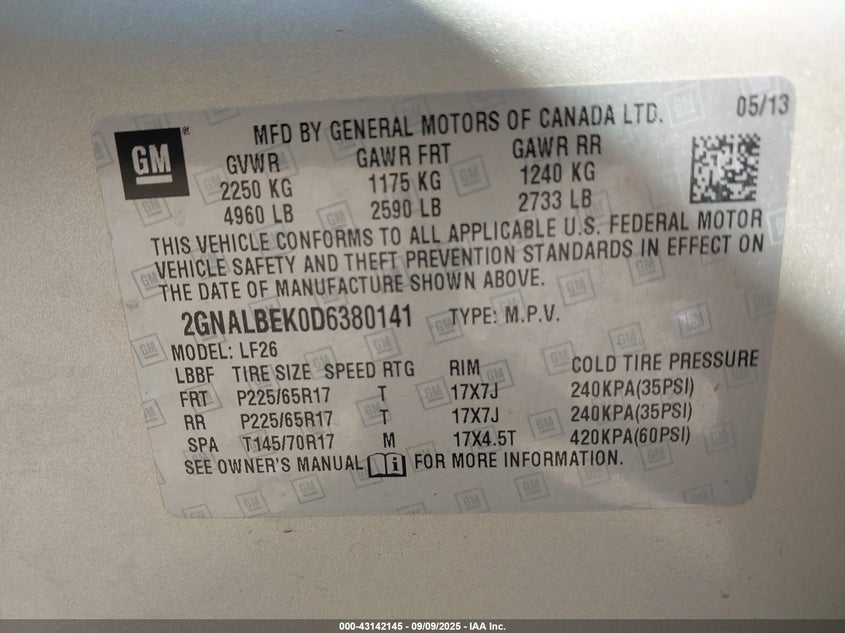 GM ®
MFD BY GENERAL MOTORS OF CANADA LTD. 05/13
GVWR GAWR FRT GAWR RR
2250 KG 1175 KG 1240 KG
4960 LB 2590 LB 2733 LB
THIS VEHICLE CONFORMS TO ALL APPLICABLE U.S. FEDERAL MOTOR
VEHICLE SAFETY AND THEFT PREVENTION STANDARDS IN EFFECT ON
THE DATE OF MANUFACTURE SHOWN ABOVE.
2GNALBEK0D6380141 TYPE: M.P.V.
MODEL: LF26
LBBF TIRE SIZE SPEED RTG RIM COLD TIRE PRESSURE
FRT P225/65R17 T 17X7J 240KPA(35PSI)
RR P225/65R17 T 17X7J 240KPA(35PSI)
SPA T145/70R17 M 17X4.5T 420KPA(60PSI)
SEE OWNER'S MANUAL i FOR MORE INFORMATION.
000-43142145 - 09/09/2025 - IAA Inc.